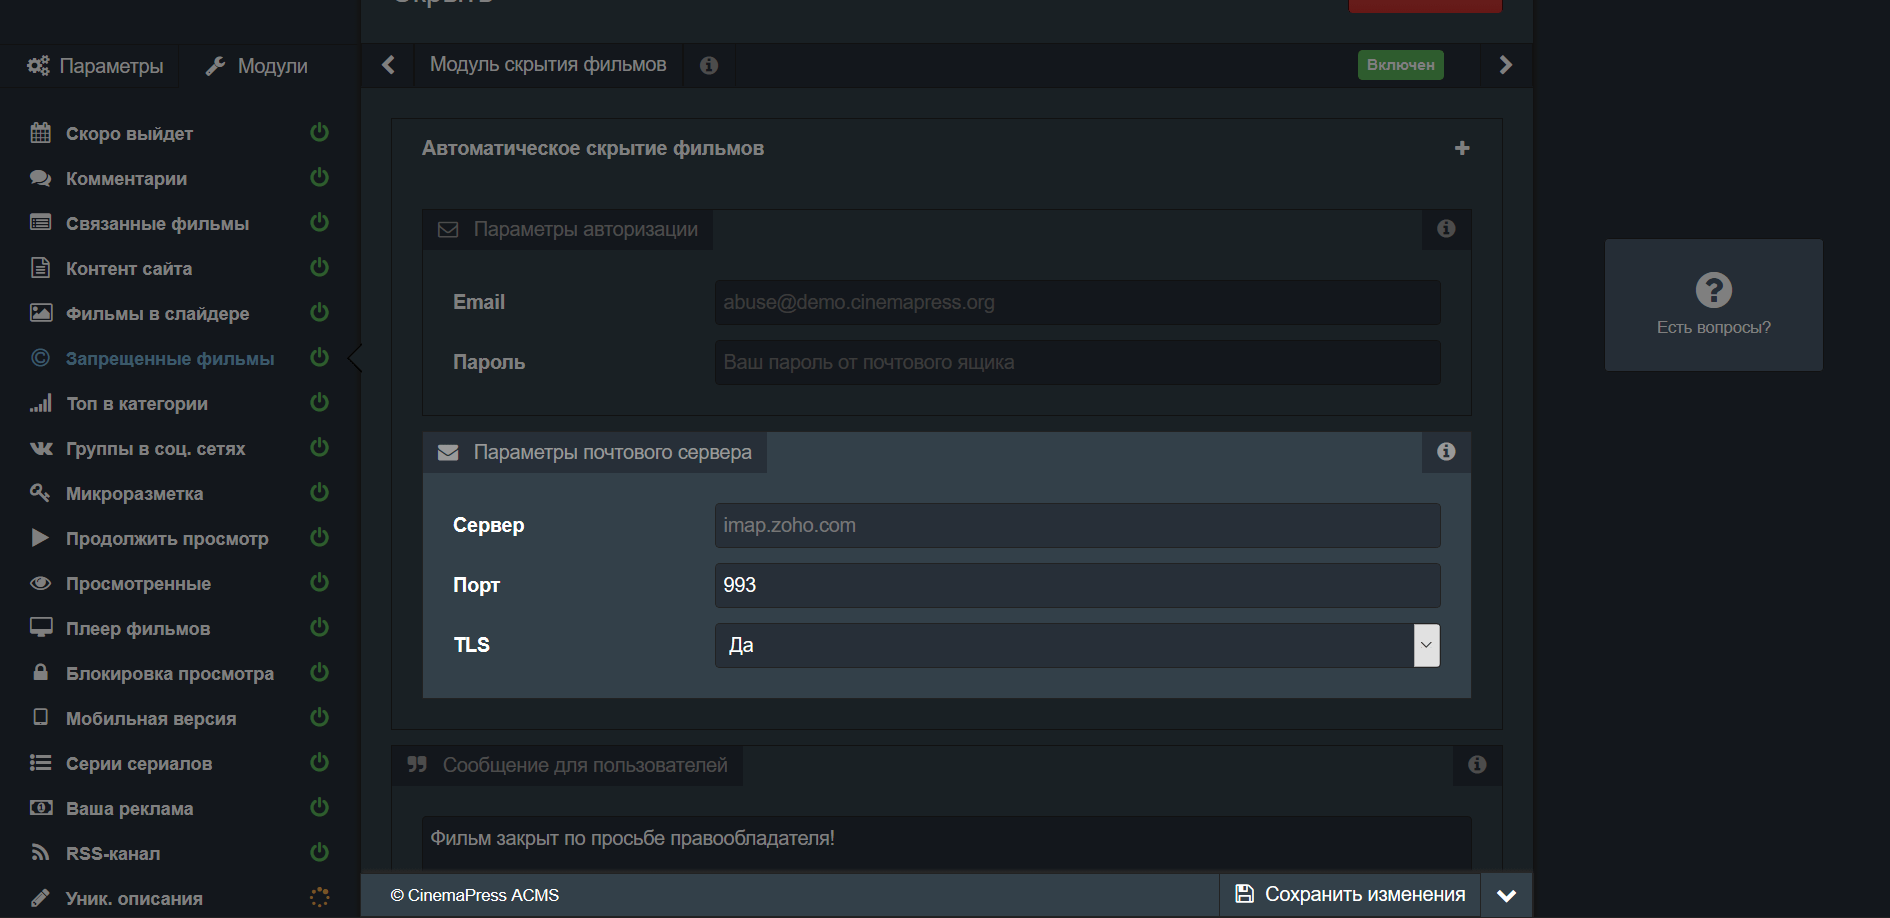 Скрыть
Параметры
Модули
Модуль скрытия фильмов
Включен
Скоро выйдет
Комментарии
Связанные фильмы
Контент сайта
Фильмы в слайдере
Запрещенные фильмы
Топ в категории
Группы в соц. сетях
Микроразметка
Продолжить просмотр
Просмотренные
Плеер фильмов
Блокировка просмотра
Мобильная версия
Серии сериалов
Ваша реклама
RSS-канал
Уник. описания
Автоматическое скрытие фильмов
Параметры авторизации
Email
abuse@demo.cinemapress.org
Пароль
Ваш пароль от почтового ящика
Параметры почтового сервера
Сервер
imap.zoho.com
Порт
993
TLS
Да
Сообщение для пользователей
Фильм закрыт по просьбе правообладателя!
© CinemaPress ACMS
Сохранить изменения
Есть вопросы?